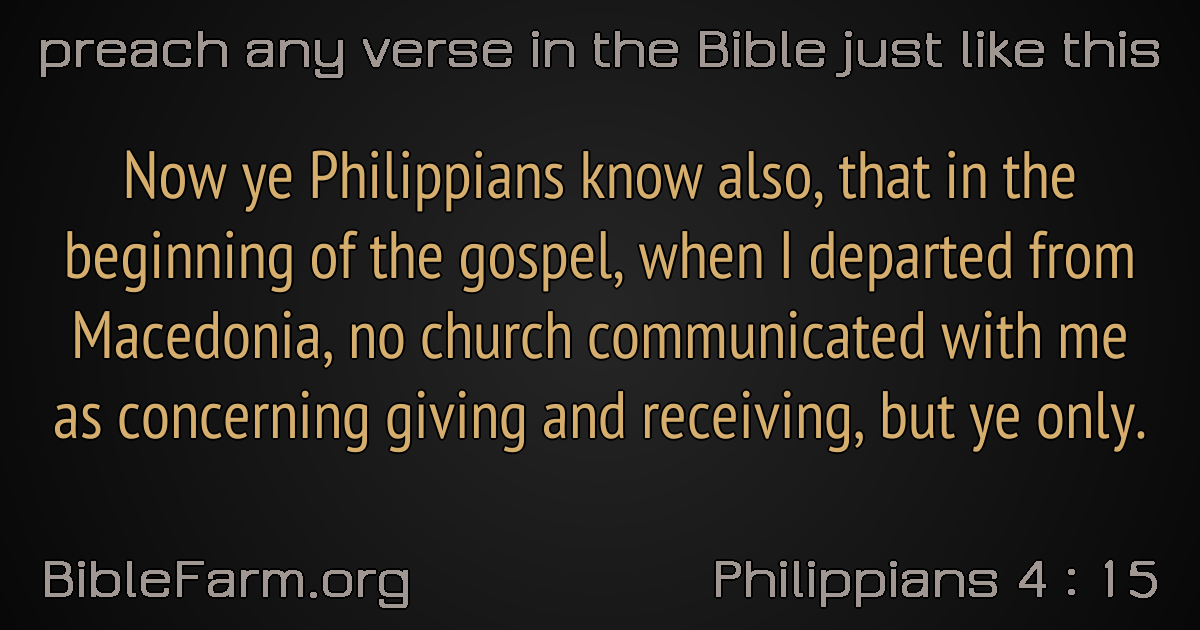 preach any verse in the Bible just like this
Now ye Philippians know also, that in the
beginning of the gospel, when I departed from
Macedonia, no church communicated with me
as concerning giving and receiving, but ye only.
BibleFarm.org
Philippians 4 : 15